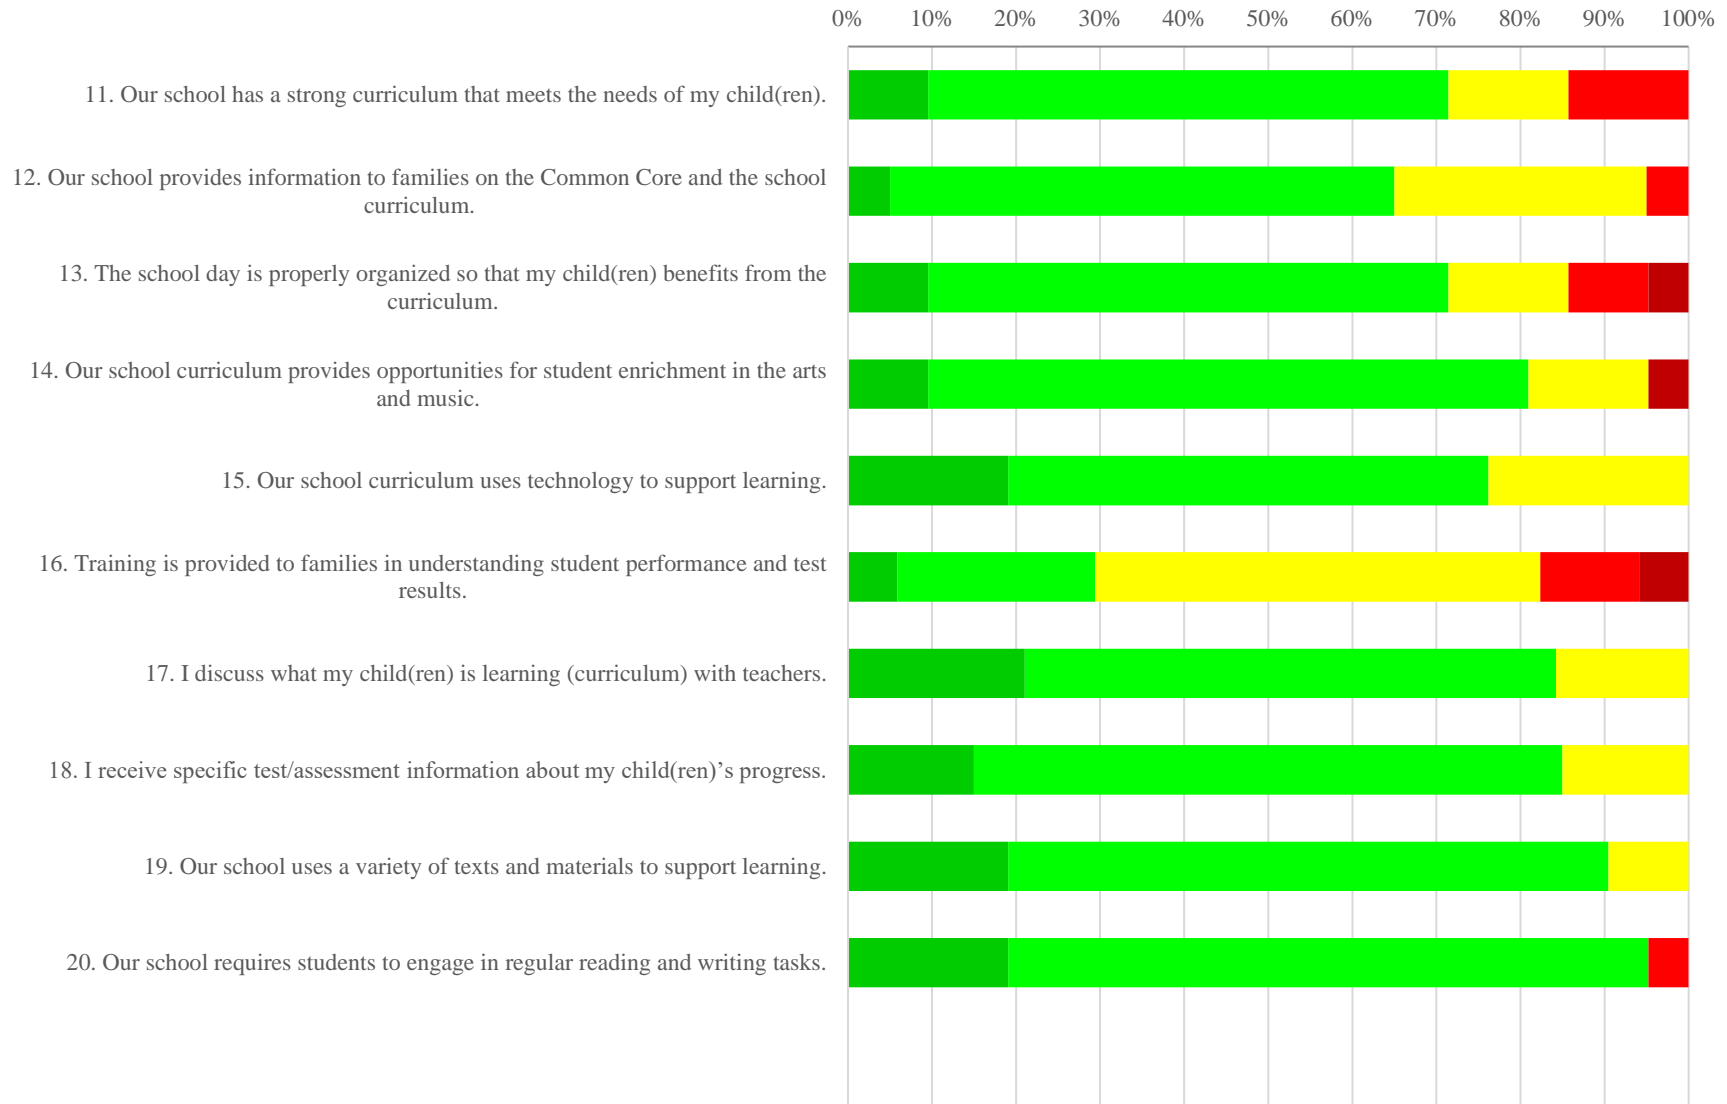 0% 10% 20% 30% 40% 50% 60% 70% 80% 90% 100%
11. Our school has a strong curriculum that meets the needs of my child(ren).
12. Our school provides information to families on the Common Core and the school
curriculum.
13. The school day is properly organized so that my child(ren) benefits from the
curriculum.
14. Our school curriculum provides opportunities for student enrichment in the arts
and music.
15. Our school curriculum uses technology to support learning.
16. Training is provided to families in understanding student performance and test
results.
17. I discuss what my child(ren) is learning (curriculum) with teachers.
18. I receive specific test/assessment information about my child(ren)’s progress.
19. Our school uses a variety of texts and materials to support learning.
20. Our school requires students to engage in regular reading and writing tasks.